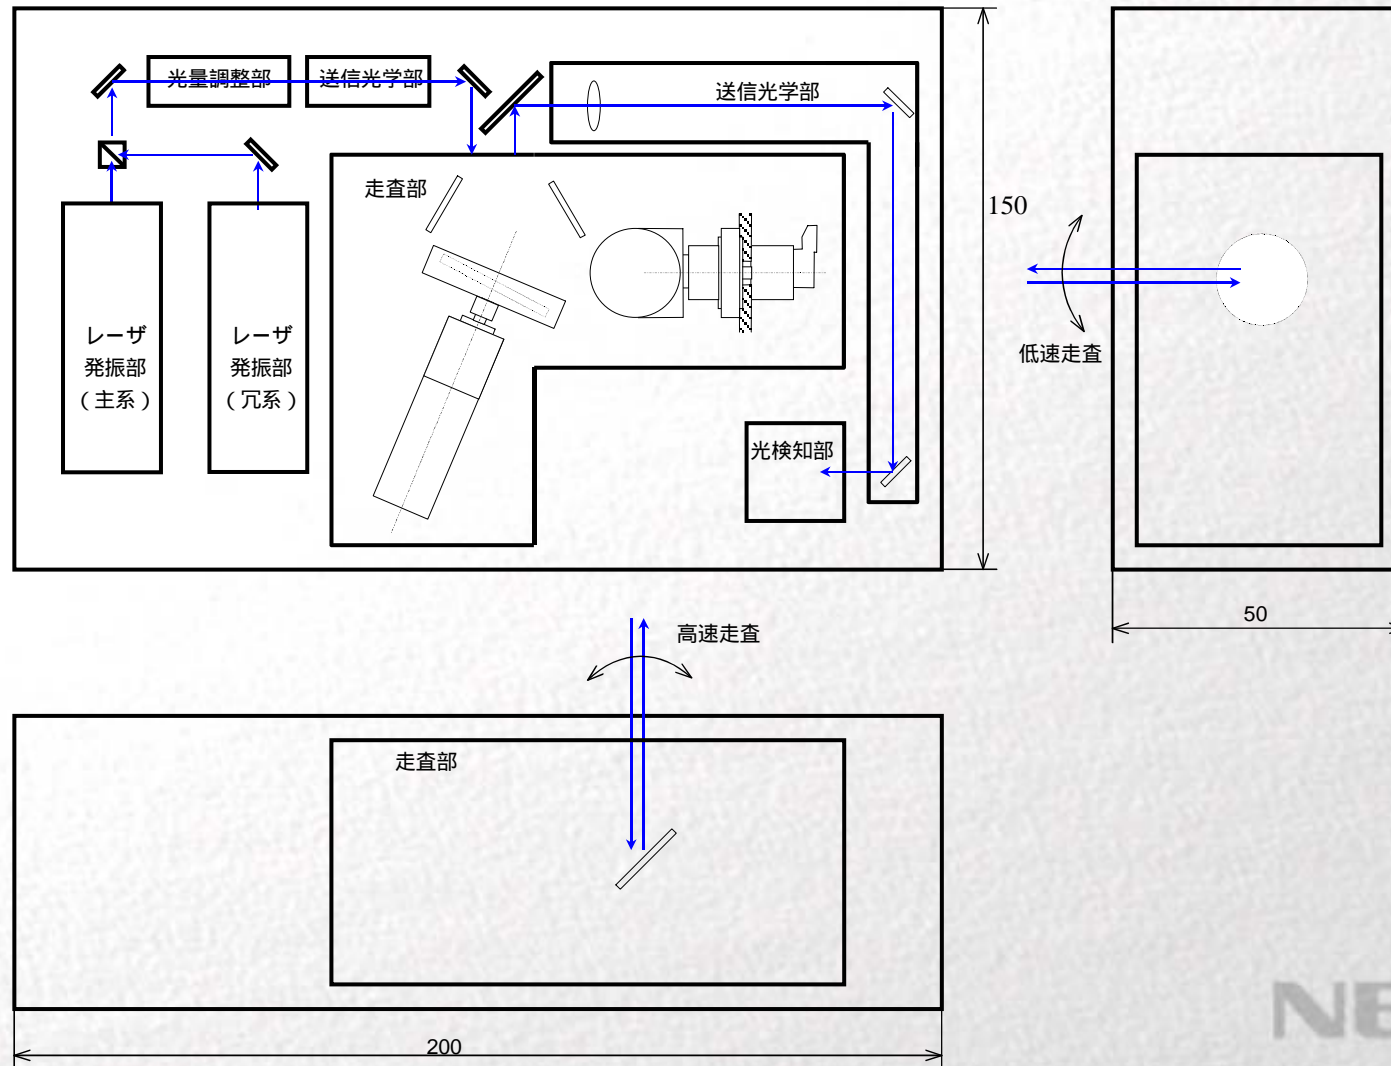 光量調整部
送信光学部
送信光学部
走査部
150
レーザ
発振部
(主系)
レーザ
発振部
(冗系)
低速走査
光検知部
50
高速走査
走査部
200